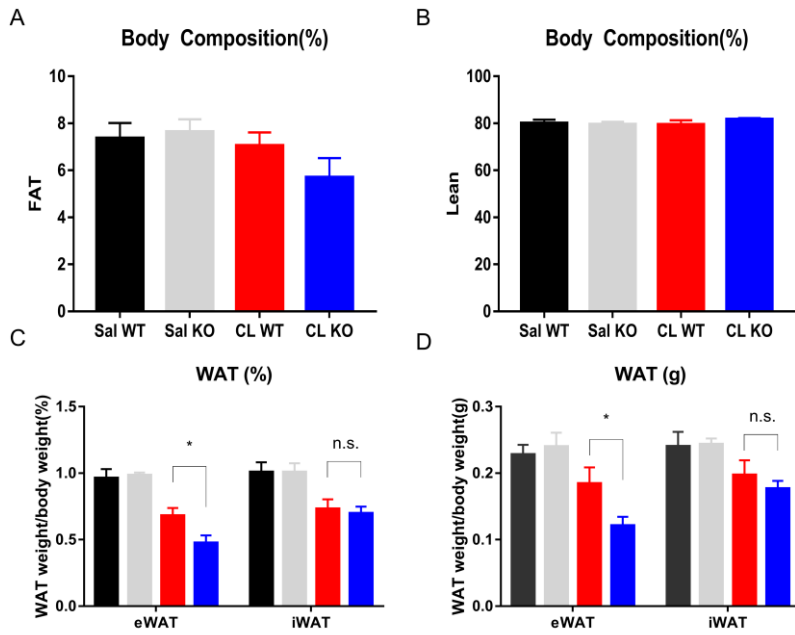 A
Body Composition(%)
FAT
10
8
6
4
2
0
Sal WT
Sal KO
CL WT
CL KO
B
Body Composition(%)
Lean
100
80
60
40
20
0
Sal WT
Sal KO
CL WT
CL KO
C
WAT (%)
WAT weight/body weight(%)
1.5
1.0
0.5
0.0
*
n.s.
eWAT
iWAT
D
WAT (g)
WAT weight/body weight(g)
0.3
0.2
0.1
0.0
*
n.s.
eWAT
iWAT